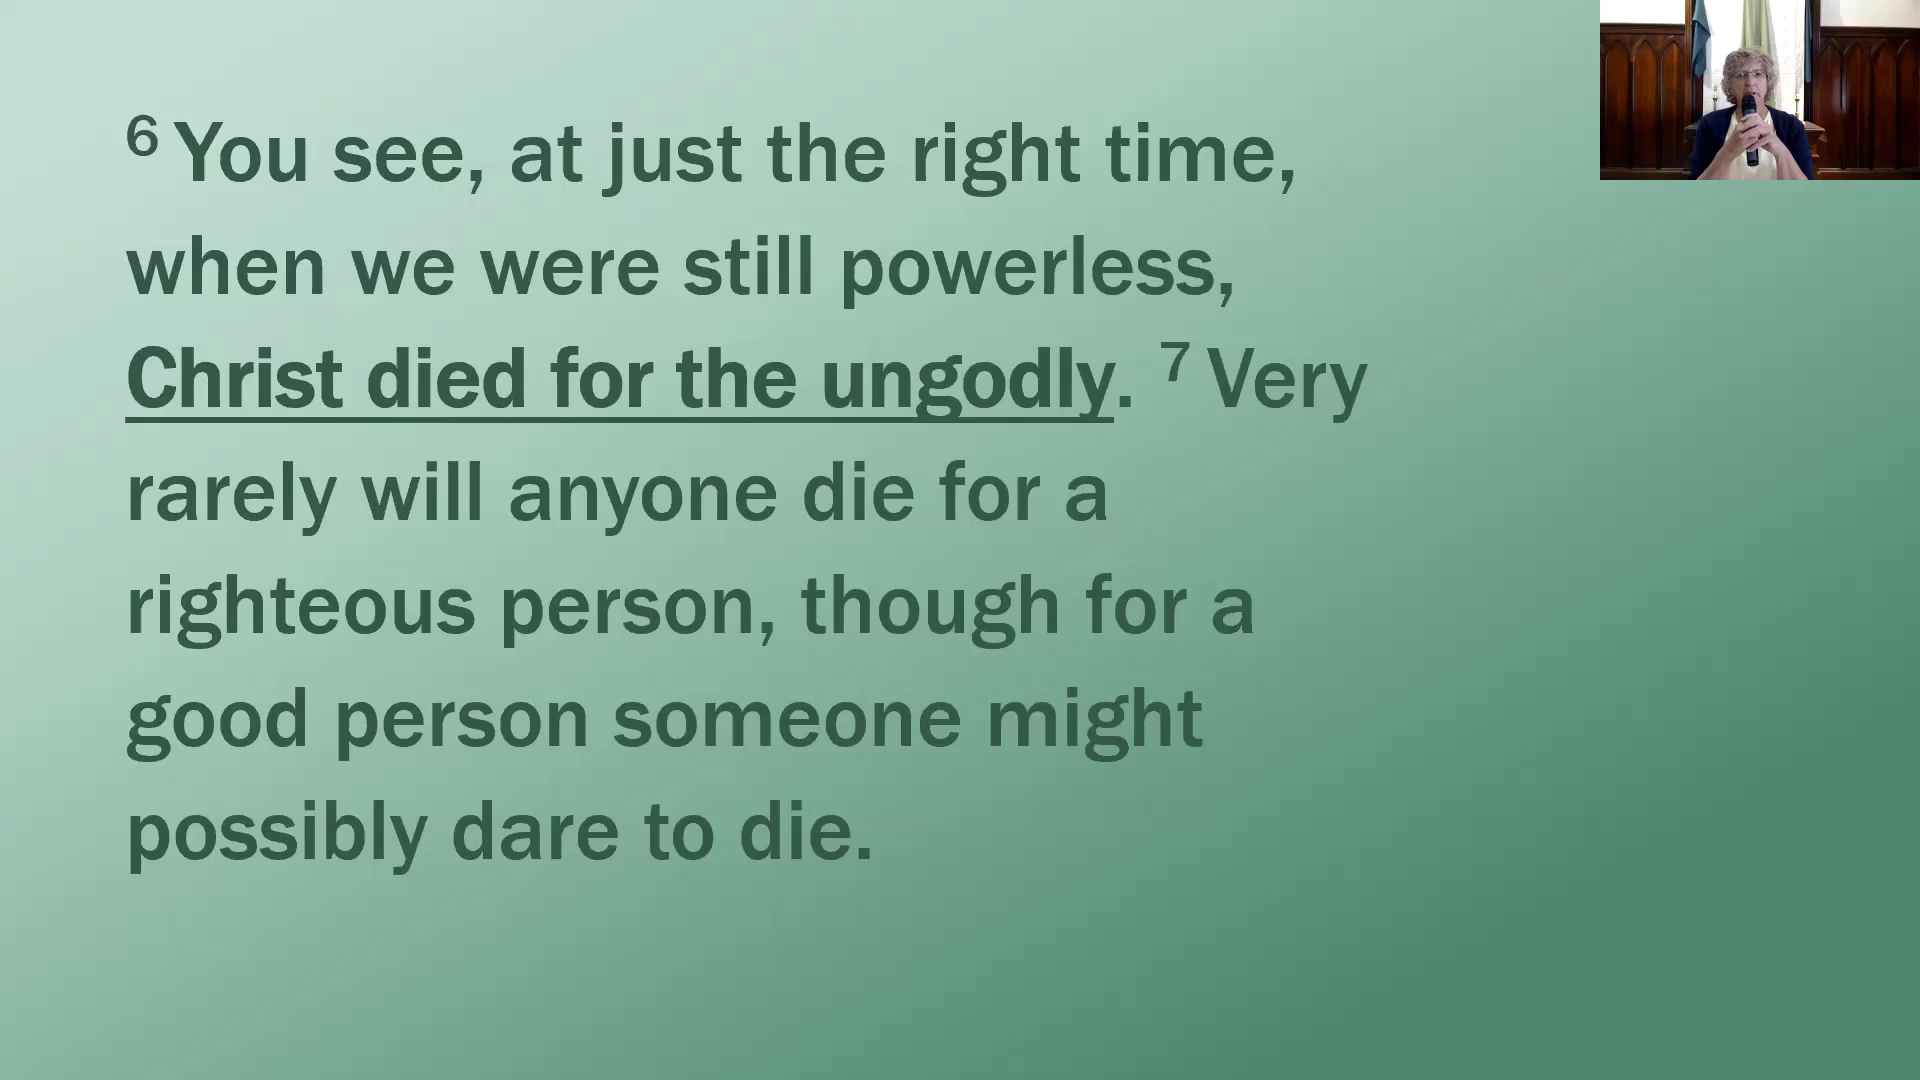 6 You see, at just the right time,
when we were still powerless,
Christ died for the ungodly. 7 Very
rarely will anyone die for a
righteous person, though for a
good person someone might
possibly dare to die.